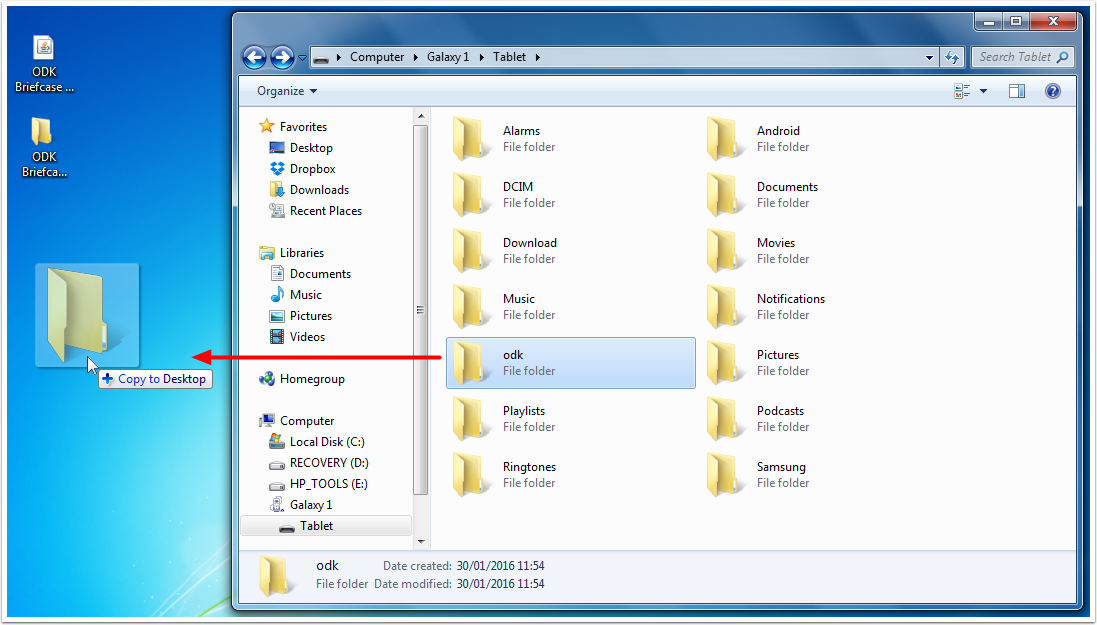 ODK
Briefcase ...
ODK
Briefca...
Copy to Desktop
Computer
Galaxy 1
Tablet
Search Tablet
Organize
Favorites
Desktop
Dropbox
Downloads
Recent Places
Libraries
Documents
Music
Pictures
Videos
Homegroup
Computer
Local Disk (C:)
RECOVERY (D:)
HP_TOOLS (E:)
Galaxy 1
Tablet
Alarms
File folder
Android
File folder
DCIM
File folder
Documents
File folder
Download
File folder
Movies
File folder
Music
File folder
Notifications
File folder
odk
File folder
Pictures
File folder
Playlists
File folder
Podcasts
File folder
Ringtones
File folder
Samsung
File folder
odk Date created: 30/01/2016 11:54
File folder Date modified: 30/01/2016 11:54